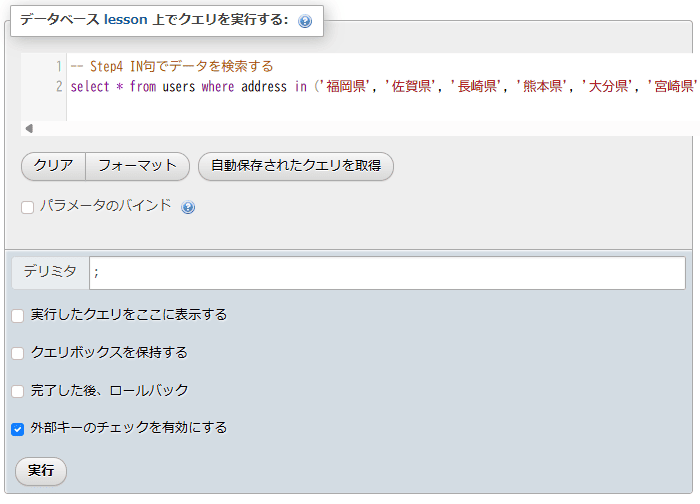 データベース lesson 上でクエリを実行する:
1 -- Step4 IN句でデータを検索する
2 select * from users where address in ('福岡県', '佐賀県', '長崎県', '熊本県', '大分県', '宮崎県'
クリア フォーマット 自動保存されたクエリを取得
パラメータのバインド
デリミタ ;
実行したクエリをここに表示する
クエリボックスを保持する
完了した後、ロールバック
外部キーのチェックを有効にする
実行